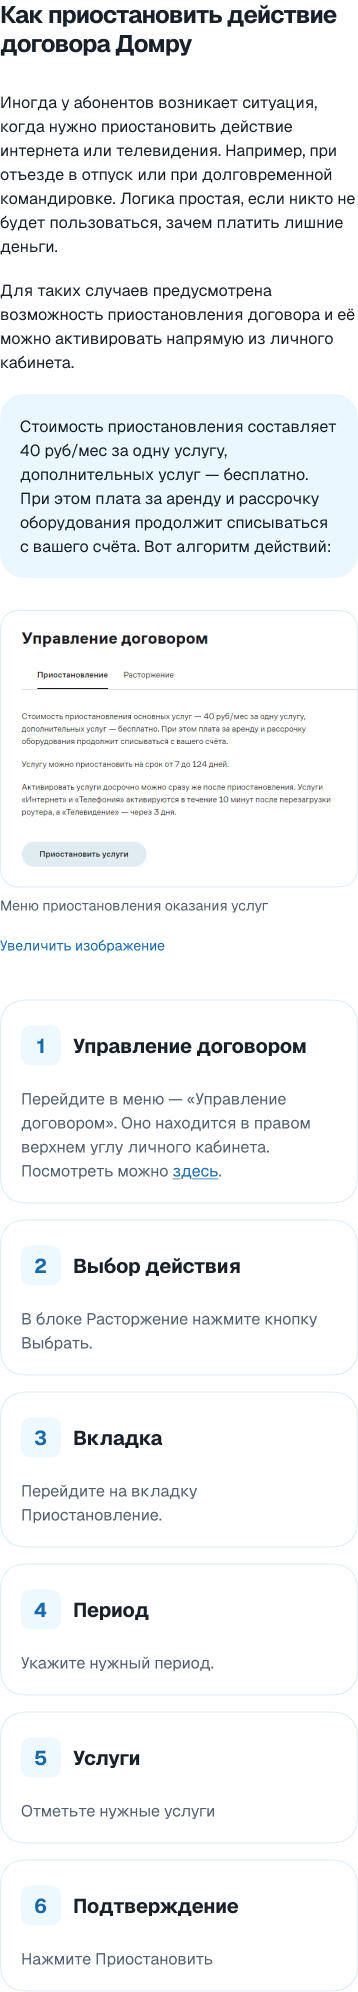 Как приостановить действие
договора Домру
Иногда у абонентов возникает ситуация,
когда нужно приостановить действие
интернета или телевидения. Например, при
отъезде в отпуск или при долговременной
командировке. Логика простая, если никто не
будет пользоваться, зачем платить лишние
деньги.
Для таких случаев предусмотрена
возможность приостановления договора и её
можно активировать напрямую из личного
кабинета.
Стоимость приостановления составляет
40 руб/мес за одну услугу,
дополнительных услуг — бесплатно.
При этом плата за аренду и рассрочку
оборудования продолжит списываться
с вашего счёта. Вот алгоритм действий:
Управление договором
Приостановление Расторжение
Стоимость приостановления основных услуг — 40 руб/мес за одну услугу,
дополнительных услуг — бесплатно. При этом плата за аренду и рассрочку
оборудования продолжит списываться с вашего счёта.
Услугу можно приостановить на срок от 7 до 124 дней.
Активировать услуги досрочно можно сразу же после приостановления. Услуги
«Интернет» и «Телефония» активируются в течение 10 минут после перезагрузки
роутера, а «Телевидение» — через 3 дня.
Приостановить услуги
Меню приостановления оказания услуг
Увеличить изображение
1 Управление договором
Перейдите в меню — «Управление
договором». Оно находится в правом
верхнем углу личного кабинета.
Посмотреть можно здесь.
2 Выбор действия
В блоке Расторжение нажмите кнопку
Выбрать.
3 Вкладка
Перейдите на вкладку
Приостановление.
4 Период
Укажите нужный период.
5 Услуги
Отметьте нужные услуги
6 Подтверждение
Нажмите Приостановить